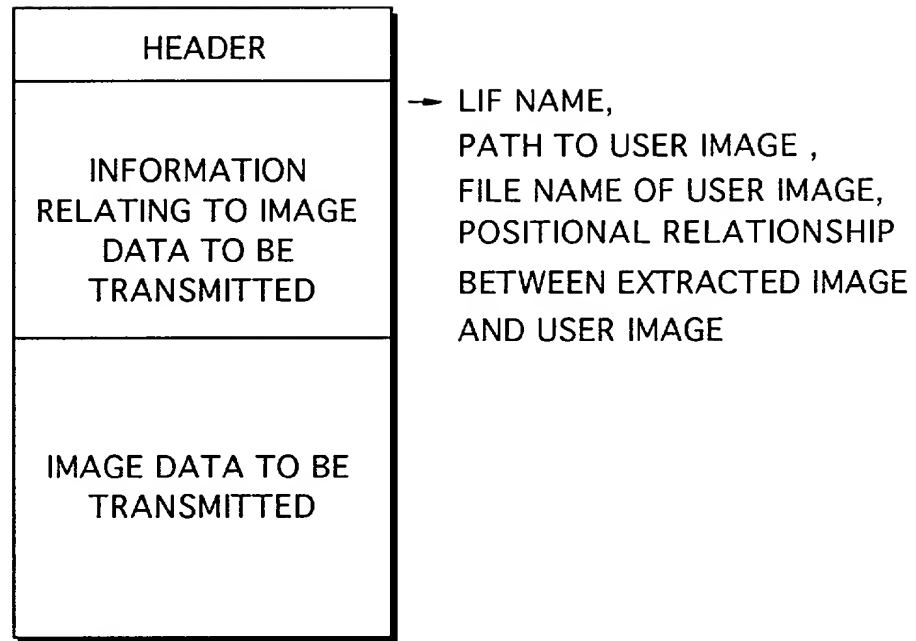 HEADER
INFORMATION
RELATING TO IMAGE
DATA TO BE
TRANSMITTED
LIF NAME,
PATH TO USER IMAGE ,
FILE NAME OF USER IMAGE,
POSITIONAL RELATIONSHIP
BETWEEN EXTRACTED IMAGE
AND USER IMAGE
IMAGE DATA TO BE
TRANSMITTED